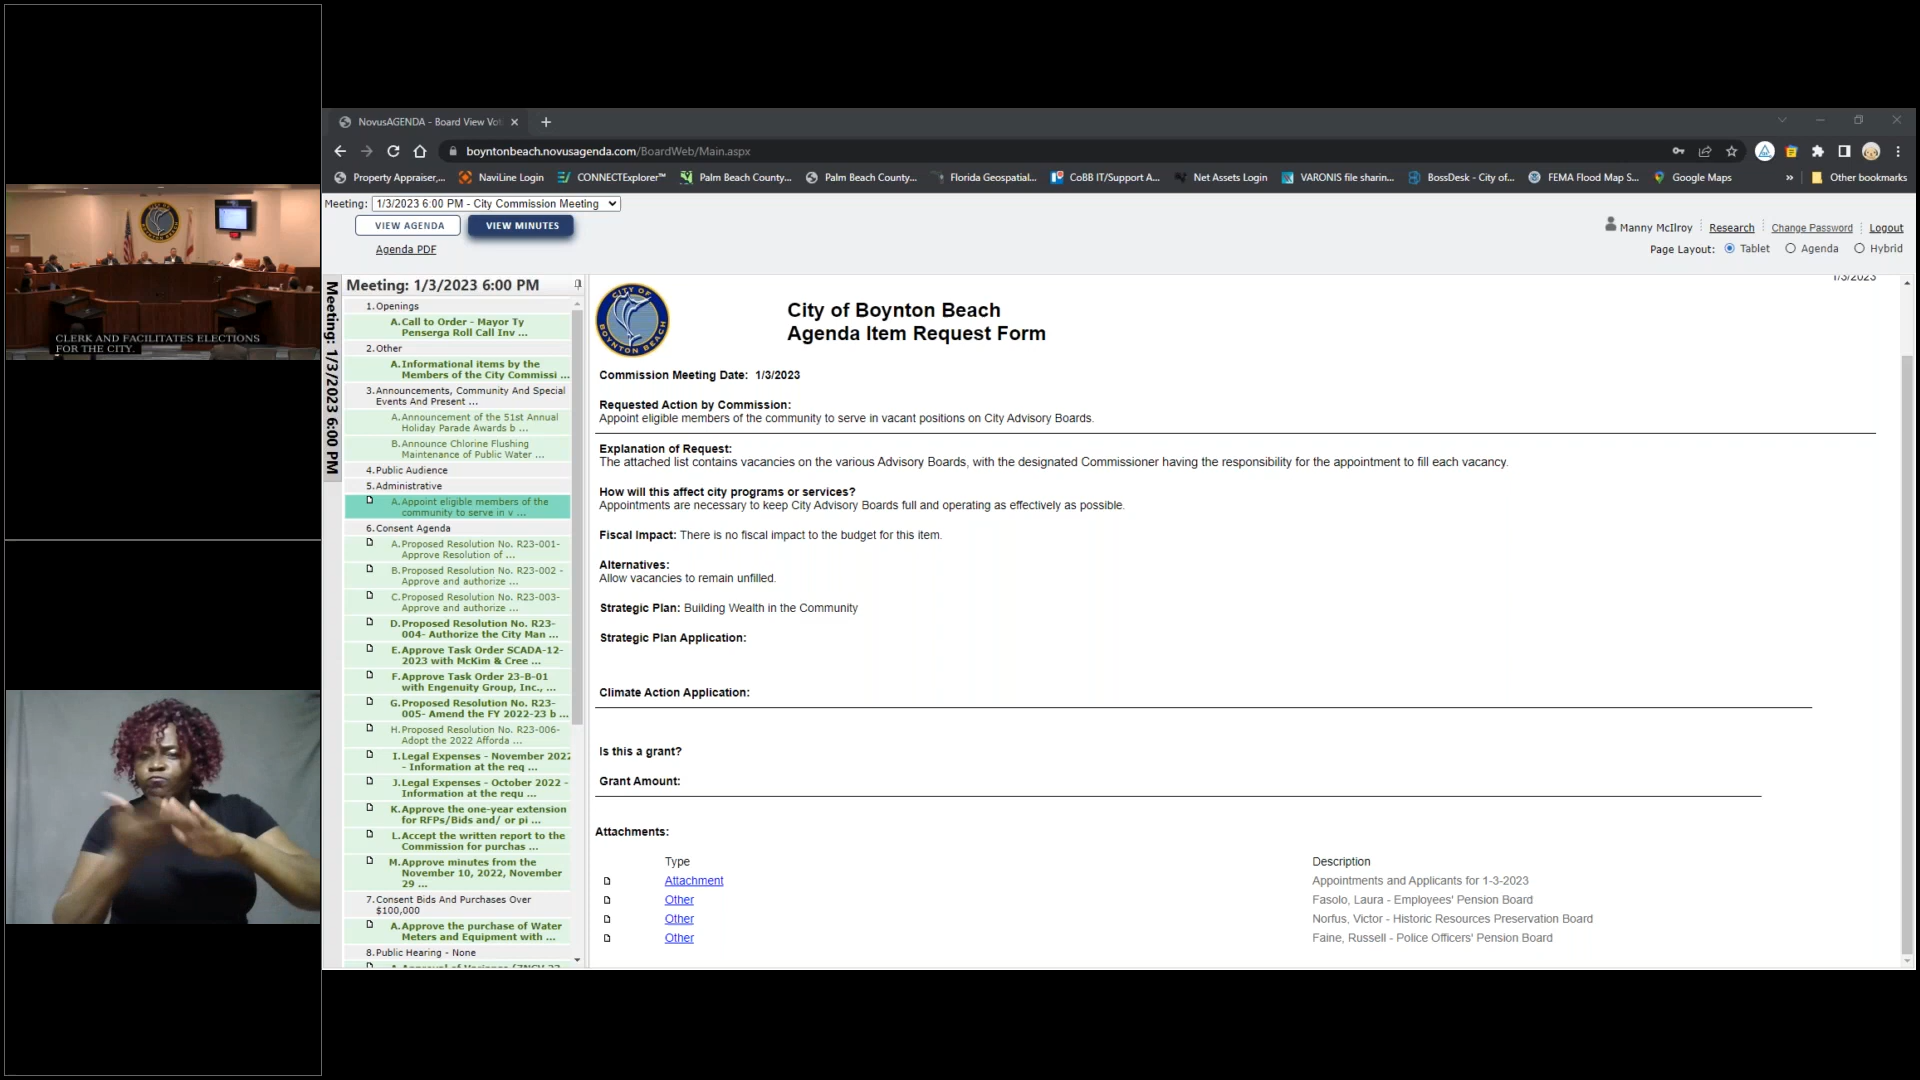 NovusAGENDA - Board View Vot
boyntonbeach.novusagenda.com/BoardWeb/Main.aspx
Property Appraiser,...
NaviLine Login
CONNECTExplorer™
Palm Beach County...
Palm Beach County...
Florida Geospatial...
CoBB IT/Support A...
Net Assets Login
VARONIS file sharin...
BossDesk - City of...
FEMA Flood Map S...
Google Maps
»
Other bookmarks
Meeting: 1/3/2023 6:00 PM - City Commission Meeting
VIEW AGENDA
VIEW MINUTES
Agenda PDF
Manny McIlroy
Research
Change Password
Logout
Page Layout: Tablet Agenda Hybrid
Meeting: 1/3/2023 6:00 PM
Meeting: 1/3/2023 6:00 PM
1.Openings
A.Call to Order - Mayor Ty
Penserga Roll Call Inv ...
2.Other
A.Informational items by the
Members of the City Commissi ...
3.Announcements, Community And Special
Events And Present ...
A.Announcement of the 51st Annual
Holiday Parade Awards b ...
B.Announce Chlorine Flushing
Maintenance of Public Water ...
4.Public Audience
5.Administrative
A.Appoint eligible members of the
community to serve in v ...
6.Consent Agenda
A.Proposed Resolution No. R23-001-
Approve Resolution of ...
B.Proposed Resolution No. R23-002 -
Approve and authorize ...
C.Proposed Resolution No. R23-003-
Approve and authorize ...
D.Proposed Resolution No. R23-
004- Authorize the City Man ...
E.Approve Task Order SCADA-12-
2023 with McKim & Cree ...
F.Approve Task Order 23-B-01
with Engenuity Group, Inc., ...
G.Proposed Resolution No. R23-
005- Amend the FY 2022-23 b ...
H.Proposed Resolution No. R23-006-
Adopt the 2022 Afforda ...
I.Legal Expenses - November 2022
- Information at the req ...
J.Legal Expenses - October 2022 -
Information at the requ ...
K.Approve the one-year extension
for RFPs/Bids and/ or pi ...
L.Accept the written report to the
Commission for purchas ...
M.Approve minutes from the
November 10, 2022, November
29 ...
7.Consent Bids And Purchases Over
$100,000
A.Approve the purchase of Water
Meters and Equipment with ...
8.Public Hearing - None
1/3/2023
CITY OF
BOYNTON BEACH
City of Boynton Beach
Agenda Item Request Form
Commission Meeting Date: 1/3/2023
Requested Action by Commission:
Appoint eligible members of the community to serve in vacant positions on City Advisory Boards.
Explanation of Request:
The attached list contains vacancies on the various Advisory Boards, with the designated Commissioner having the responsibility for the appointment to fill each vacancy.
How will this affect city programs or services?
Appointments are necessary to keep City Advisory Boards full and operating as effectively as possible.
Fiscal Impact: There is no fiscal impact to the budget for this item.
Alternatives:
Allow vacancies to remain unfilled.
Strategic Plan: Building Wealth in the Community
Strategic Plan Application:
Climate Action Application:
Is this a grant?
Grant Amount:
Attachments:
Type Description
Attachment Appointments and Applicants for 1-3-2023
Other Fasolo, Laura - Employees' Pension Board
Other Norfus, Victor - Historic Resources Preservation Board
Other Faine, Russell - Police Officers' Pension Board
CLERK AND FACILITATES ELECTIONS
FOR THE CITY.